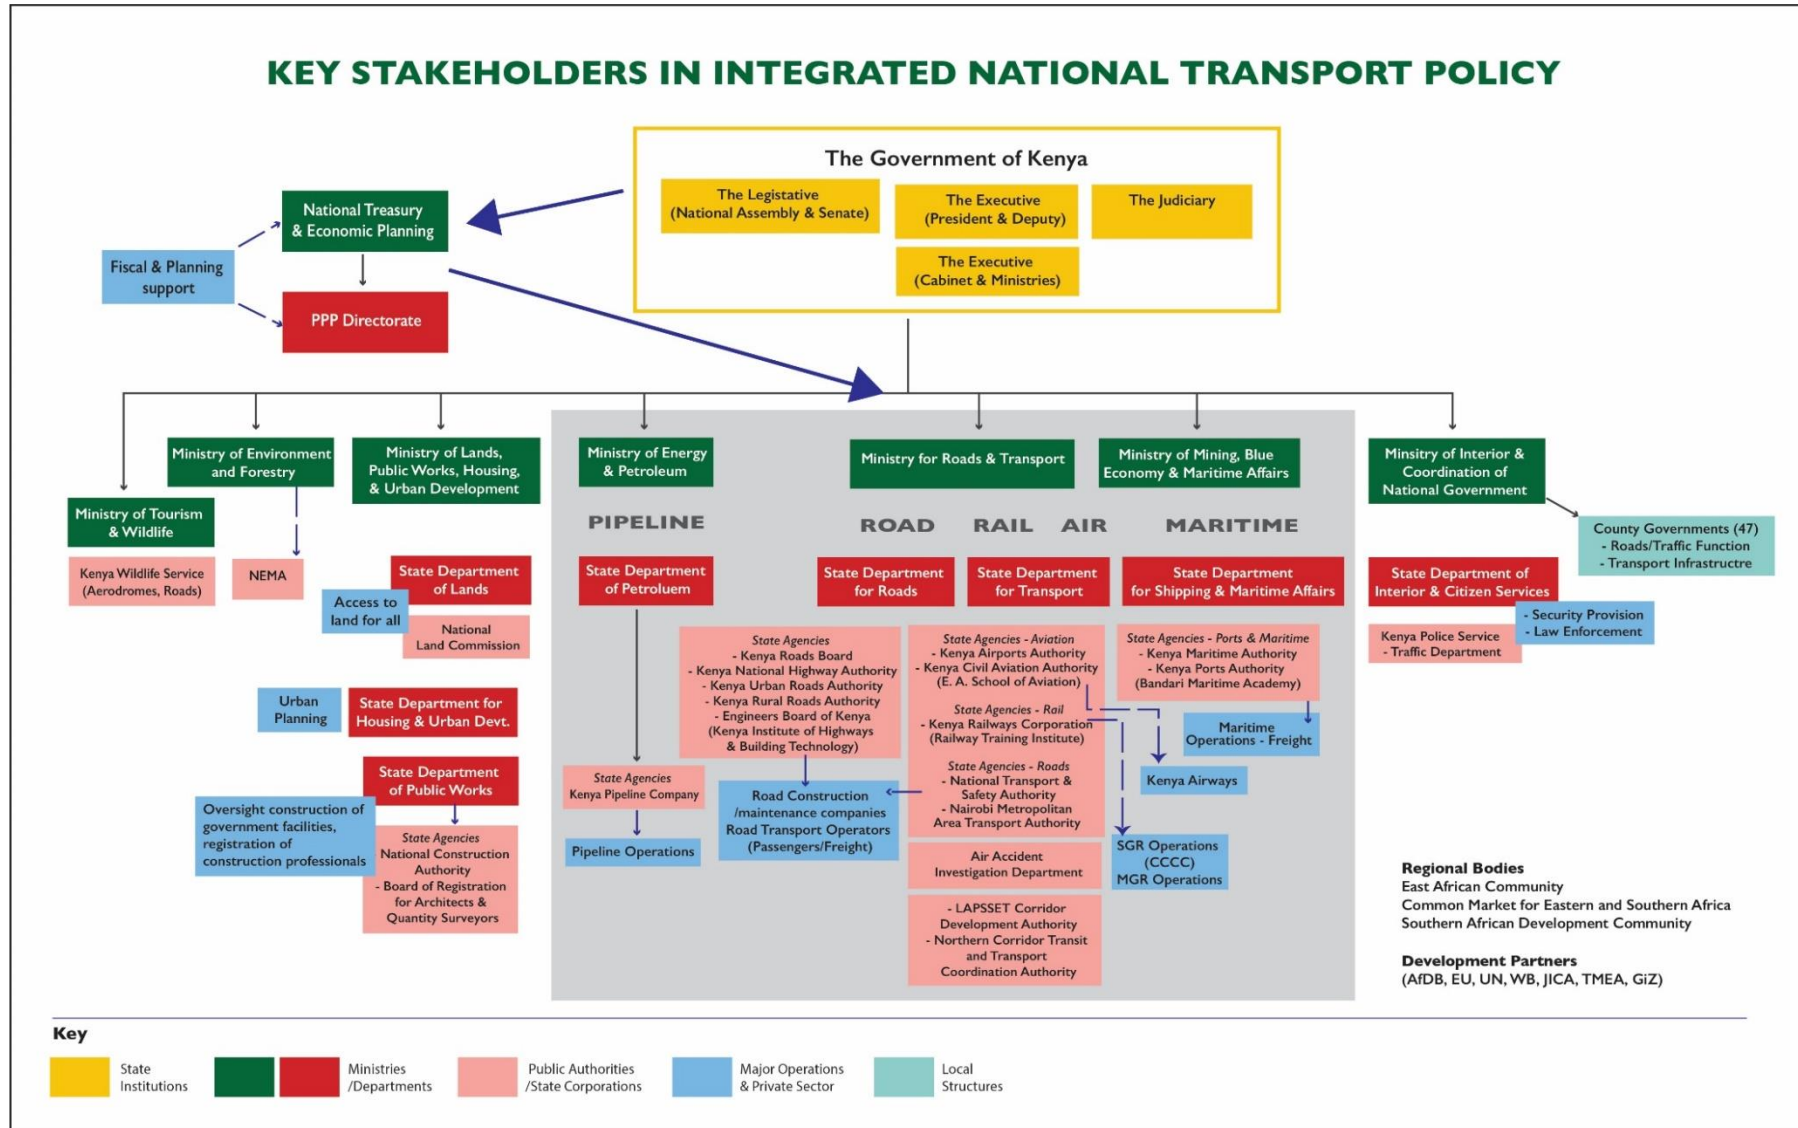 KEY STAKEHOLDERS IN INTEGRATED NATIONAL TRANSPORT POLICY
The Government of Kenya
The Legistative
(National Assembly & Senate)
The Executive
(President & Deputy)
The Judiciary
The Executive
(Cabinet & Ministries)
National Treasury
& Economic Planning
Fiscal & Planning
support
PPP Directorate
Ministry of Environment
and Forestry
Ministry of Lands,
Public Works, Housing,
& Urban Development
Ministry of Energy
& Petroleum
Ministry for Roads & Transport
Ministry of Mining, Blue
Economy & Maritime Affairs
Minsitry of Interior &
Coordination of
National Government
Ministry of Tourism
& Wildlife
PIPELINE
ROAD
RAIL
AIR
MARITIME
County Governments (47)
- Roads/Traffic Function
- Transport Infrastructre
Kenya Wildlife Service
(Aerodromes, Roads)
NEMA
State Department
of Lands
Access to
land for all
National
Land Commission
State Department
of Petroluem
State Department
for Roads
State Department
for Transport
State Department
for Shipping & Maritime Affairs
State Department of
Interior & Citizen Services
- Security Provision
- Law Enforcement
Kenya Police Service
- Traffic Department
State Agencies
- Kenya Roads Board
- Kenya National Highway Authority
- Kenya Urban Roads Authority
- Kenya Rural Roads Authority
- Engineers Board of Kenya
(Kenya Institute of Highways
& Building Technology)
State Agencies - Aviation
- Kenya Airports Authority
- Kenya Civil Aviation Authority
(E. A. School of Aviation)
State Agencies - Rail
- Kenya Railways Corporation
(Railway Training Institute)
State Agencies - Roads
- National Transport &
Safety Authority
- Nairobi Metropolitan
Area Transport Authority
State Agencies - Ports & Maritime
- Kenya Maritime Authority
- Kenya Ports Authority
(Bandari Maritime Academy)
Maritime
Operations - Freight
Kenya Airways
Urban
Planning
State Department for
Housing & Urban Devt.
State Department
of Public Works
Oversight construction of
government facilities,
registration of
construction professionals
State Agencies
National Construction
Authority
- Board of Registration
for Architects &
Quantity Surveyors
State Agencies
Kenya Pipeline Company
Pipeline Operations
Road Construction
/maintenance companies
Road Transport Operators
(Passengers/Freight)
SGR Operations
(CCCC)
MGR Operations
Air Accident
Investigation Department
- LAPSSET Corridor
Development Authority
- Northern Corridor Transit
and Transport
Coordination Authority
Regional Bodies
East African Community
Common Market for Eastern and Southern Africa
Southern African Development Community
Development Partners
(AfDB, EU, UN, WB, JICA, TMEA, GiZ)
Key
State
Institutions
Ministries
/Departments
Public Authorities
/State Corporations
Major Operations
& Private Sector
Local
Structures